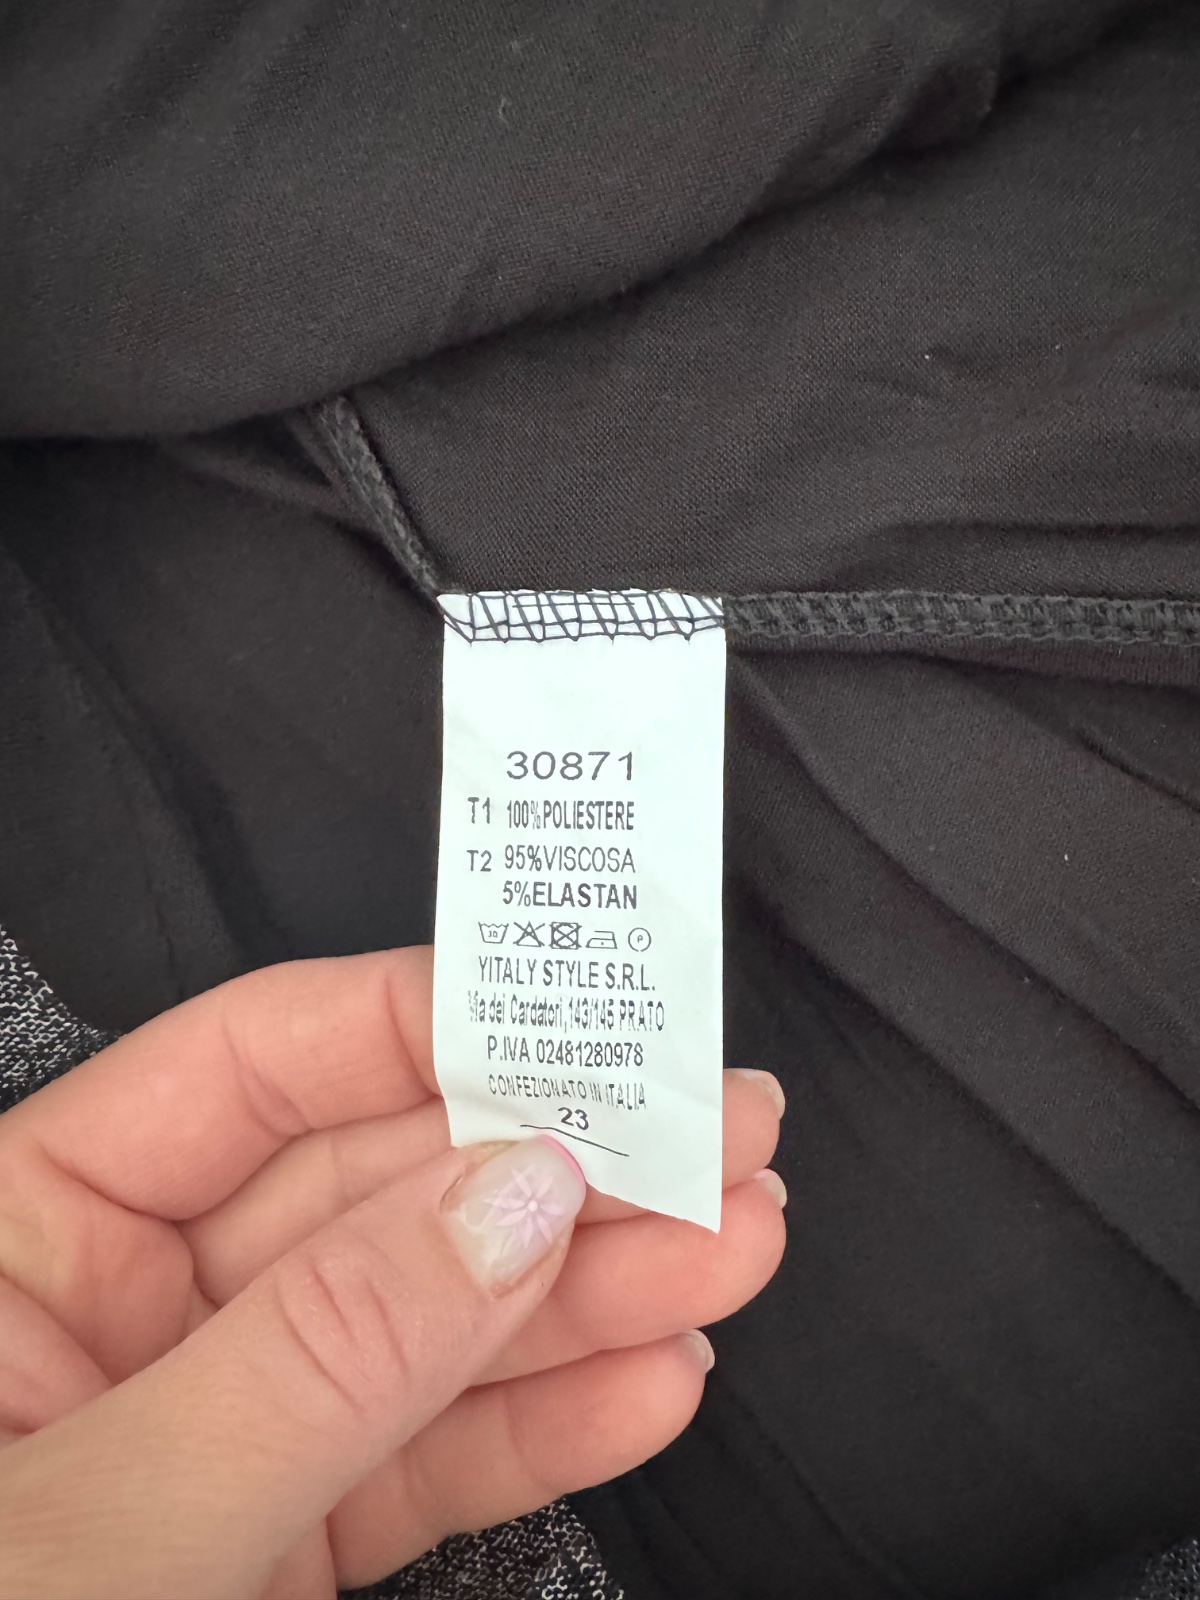 30871
T1 100%POLIESTERE
T2 95%VISCOSA
5%ELASTAN
30 P
YITALY STYLE S.R.L.
Via dei Cardatori,143/145 PRATO
P.IVA 02481280978
CONFEZIONATO IN ITALIA
23